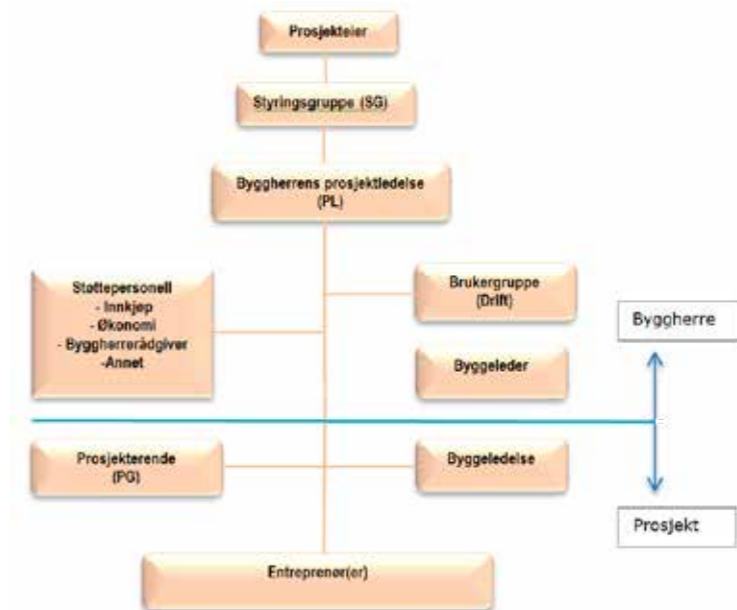 Prosjekteier
Styringsgruppe (SG)
Byggherrens prosjektledelse
(PL)
Støttepersonell
- Innkjøp
- Økonomi
- Byggherrerådgiver
-Annet
Brukergruppe
(Drift)
Byggherre
Byggeleder
Prosjekterende
(PG)
Byggeledelse
Prosjekt
Entreprenør(er)